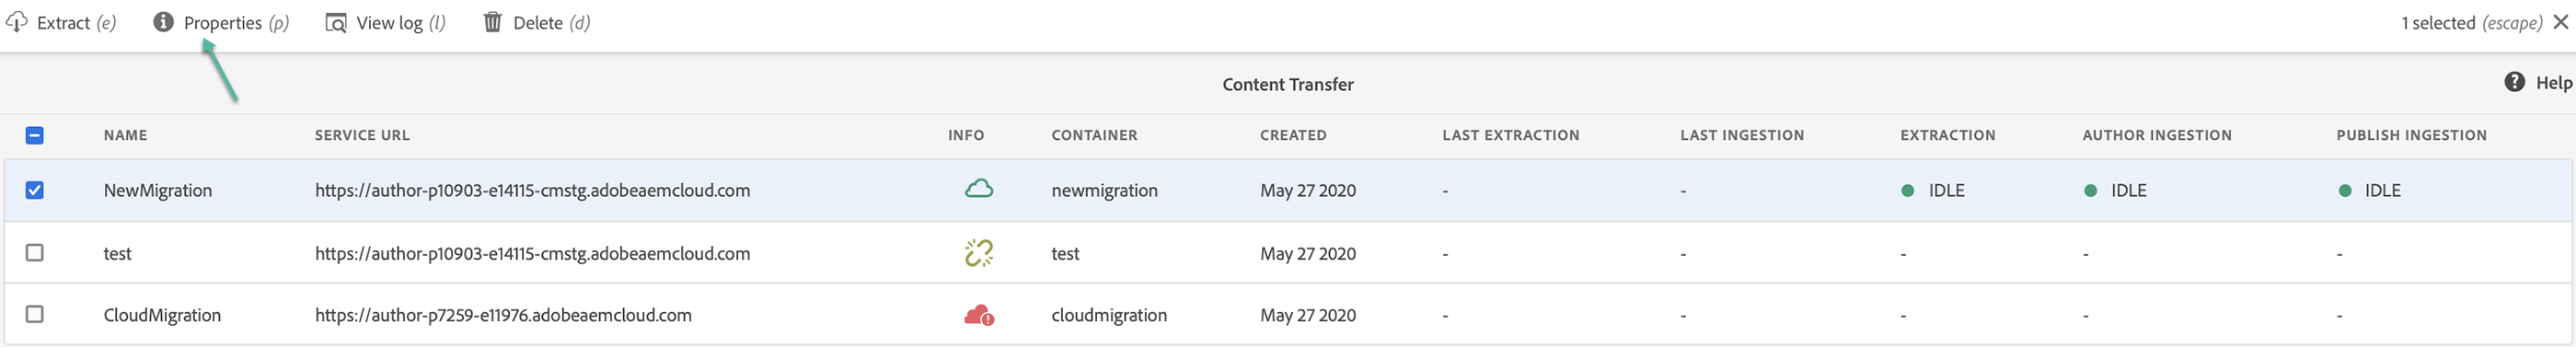 Extract (e) Properties (p) View log (l) Delete (d) 1 selected (escape)
Content Transfer Help
NAME SERVICE URL INFO CONTAINER CREATED LAST EXTRACTION LAST INGESTION EXTRACTION AUTHOR INGESTION PUBLISH INGESTION
NewMigration https://author-p10903-e14115-cmstg.adobeaemcloud.com newmigration May 27 2020 - - IDLE IDLE IDLE
test https://author-p10903-e14115-cmstg.adobeaemcloud.com test May 27 2020 - - - - -
CloudMigration https://author-p7259-e11976.adobeaemcloud.com cloudmigration May 27 2020 - - - - -